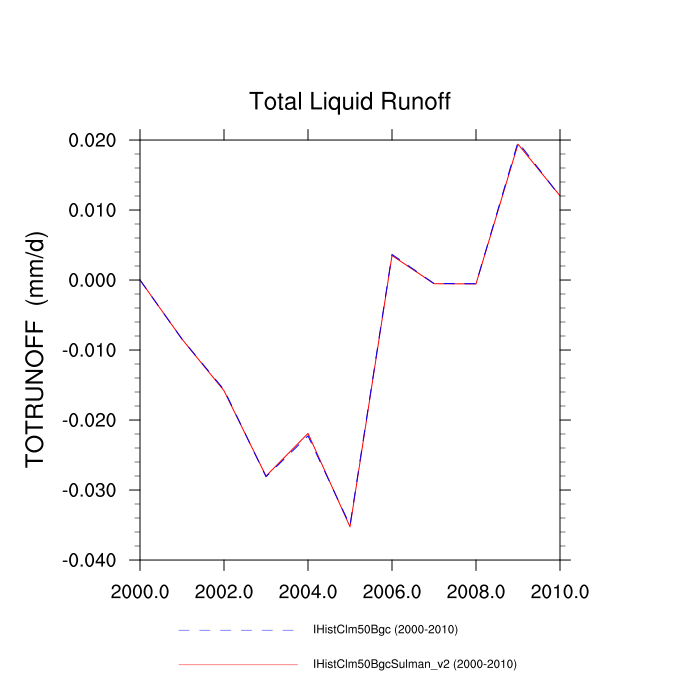 Total Liquid Runoff
TOTRUNOFF (mm/d)
0.020
0.010
0.000
-0.010
-0.020
-0.030
-0.040
2000.0 2002.0 2004.0 2006.0 2008.0 2010.0
IHistClm50Bgc (2000-2010)
IHistClm50BgcSulman_v2 (2000-2010)